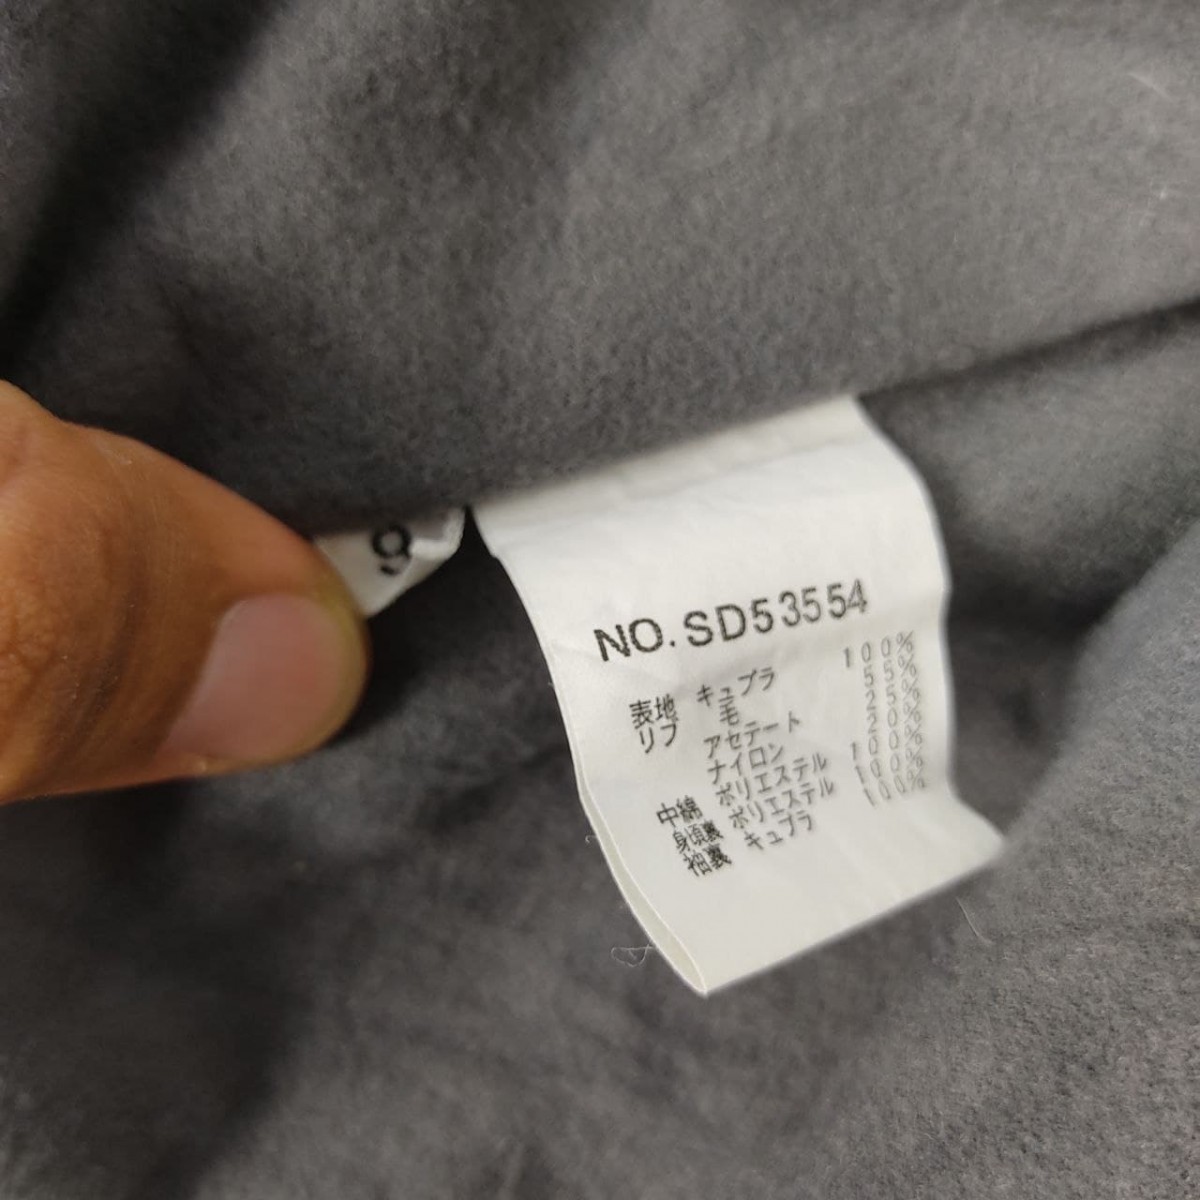 9
NO.SD53554
表地 キュプラ 100%
リブ 毛 55%
アセテート 25%
ナイロン 20%
中綿 ポリエステル 100%
身頃裏 ポリエステル 100%
袖裏 キュプラ 100%